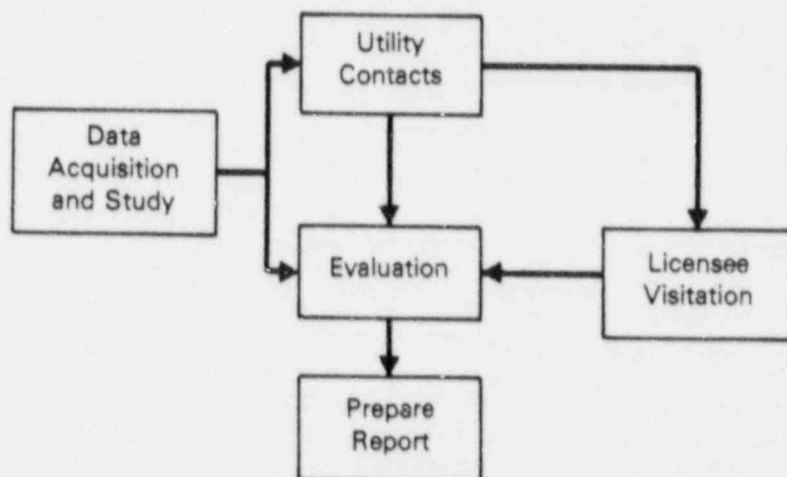 Utility
Contacts
Data
Acquisition
and Study
Evaluation
Licensee
Visitation
Prepare
Report